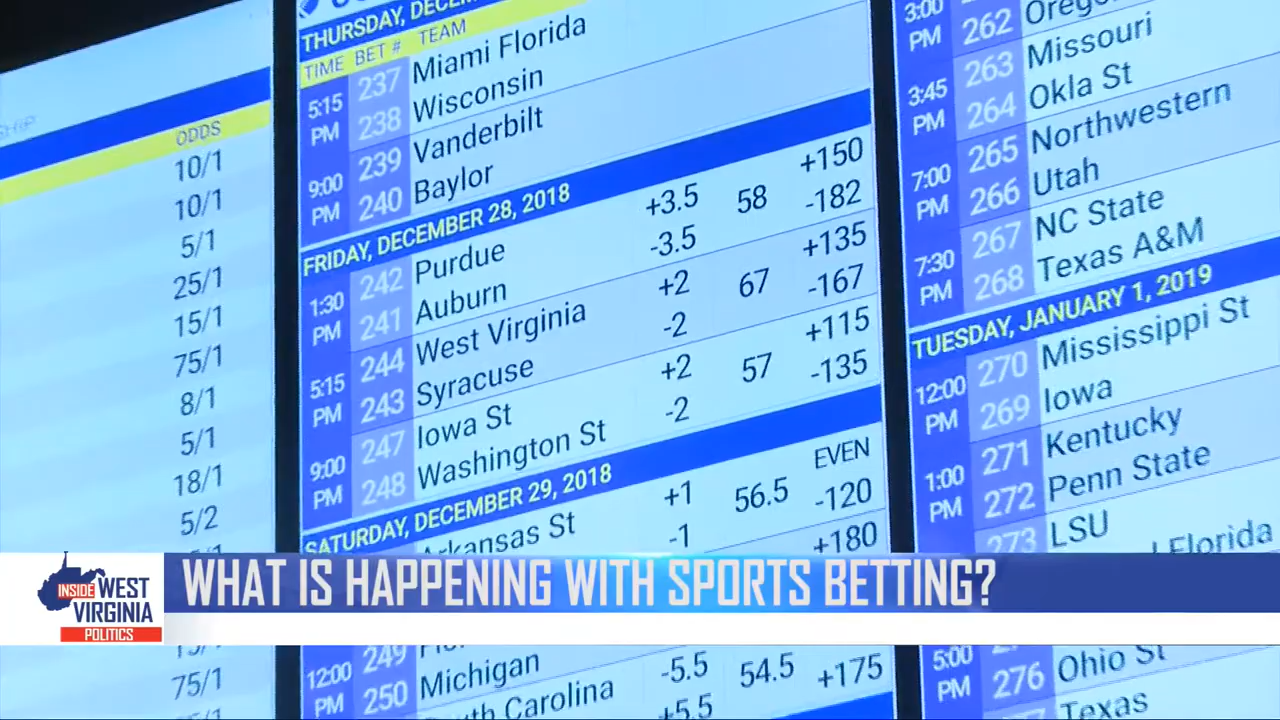 ODDS
10/1
10/1
5/1
25/1
15/1
75/1
8/1
5/1
18/1
5/2
75/1
THURSDAY,
TIME BET # TEAM
5:15 PM 237 Miami Florida
238 Wisconsin
9:00 PM 239 Vanderbilt
240 Baylor
FRIDAY, DECEMBER 28, 2018
1:30 PM 242 Purdue +3.5 58 +150
241 Auburn -3.5 -182
5:15 PM 244 West Virginia +2 67 +135
243 Syracuse -2 -167
9:00 PM 247 Iowa St +2 57 +115
248 Washington St -2 -135
SATURDAY, DECEMBER 29, 2018
Arkansas St +1 56.5 EVEN
-1 -120
+180
12:00 PM 249
250 Michigan -5.5 54.5 +175
Carolina +5.5
3:00 PM 262
3:45 PM 263 Missouri
264 Okla St
7:00 PM 265 Northwestern
266 Utah
7:30 PM 267 NC State
268 Texas A&M
TUESDAY, JANUARY 1, 2019
12:00 PM 270 Mississippi St
269 Iowa
1:00 PM 271 Kentucky
272 Penn State
273 LSU
Florida
5:00 PM 276 Ohio St
Texas
INSIDE WEST
VIRGINIA
POLITICS
WHAT IS HAPPENING WITH SPORTS BETTING?